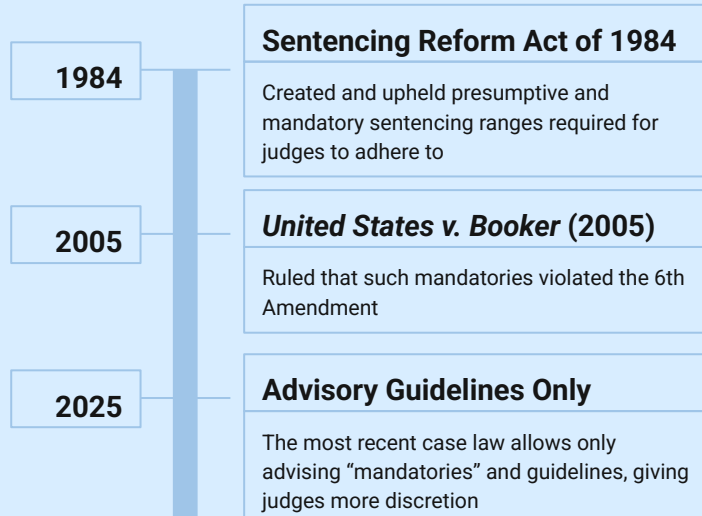 1984
Sentencing Reform Act of 1984
Created and upheld presumptive and
mandatory sentencing ranges required for
judges to adhere to
2005
United States v. Booker (2005)
Ruled that such mandatories violated the 6th
Amendment
2025
Advisory Guidelines Only
The most recent case law allows only
advising “mandatories” and guidelines, giving
judges more discretion